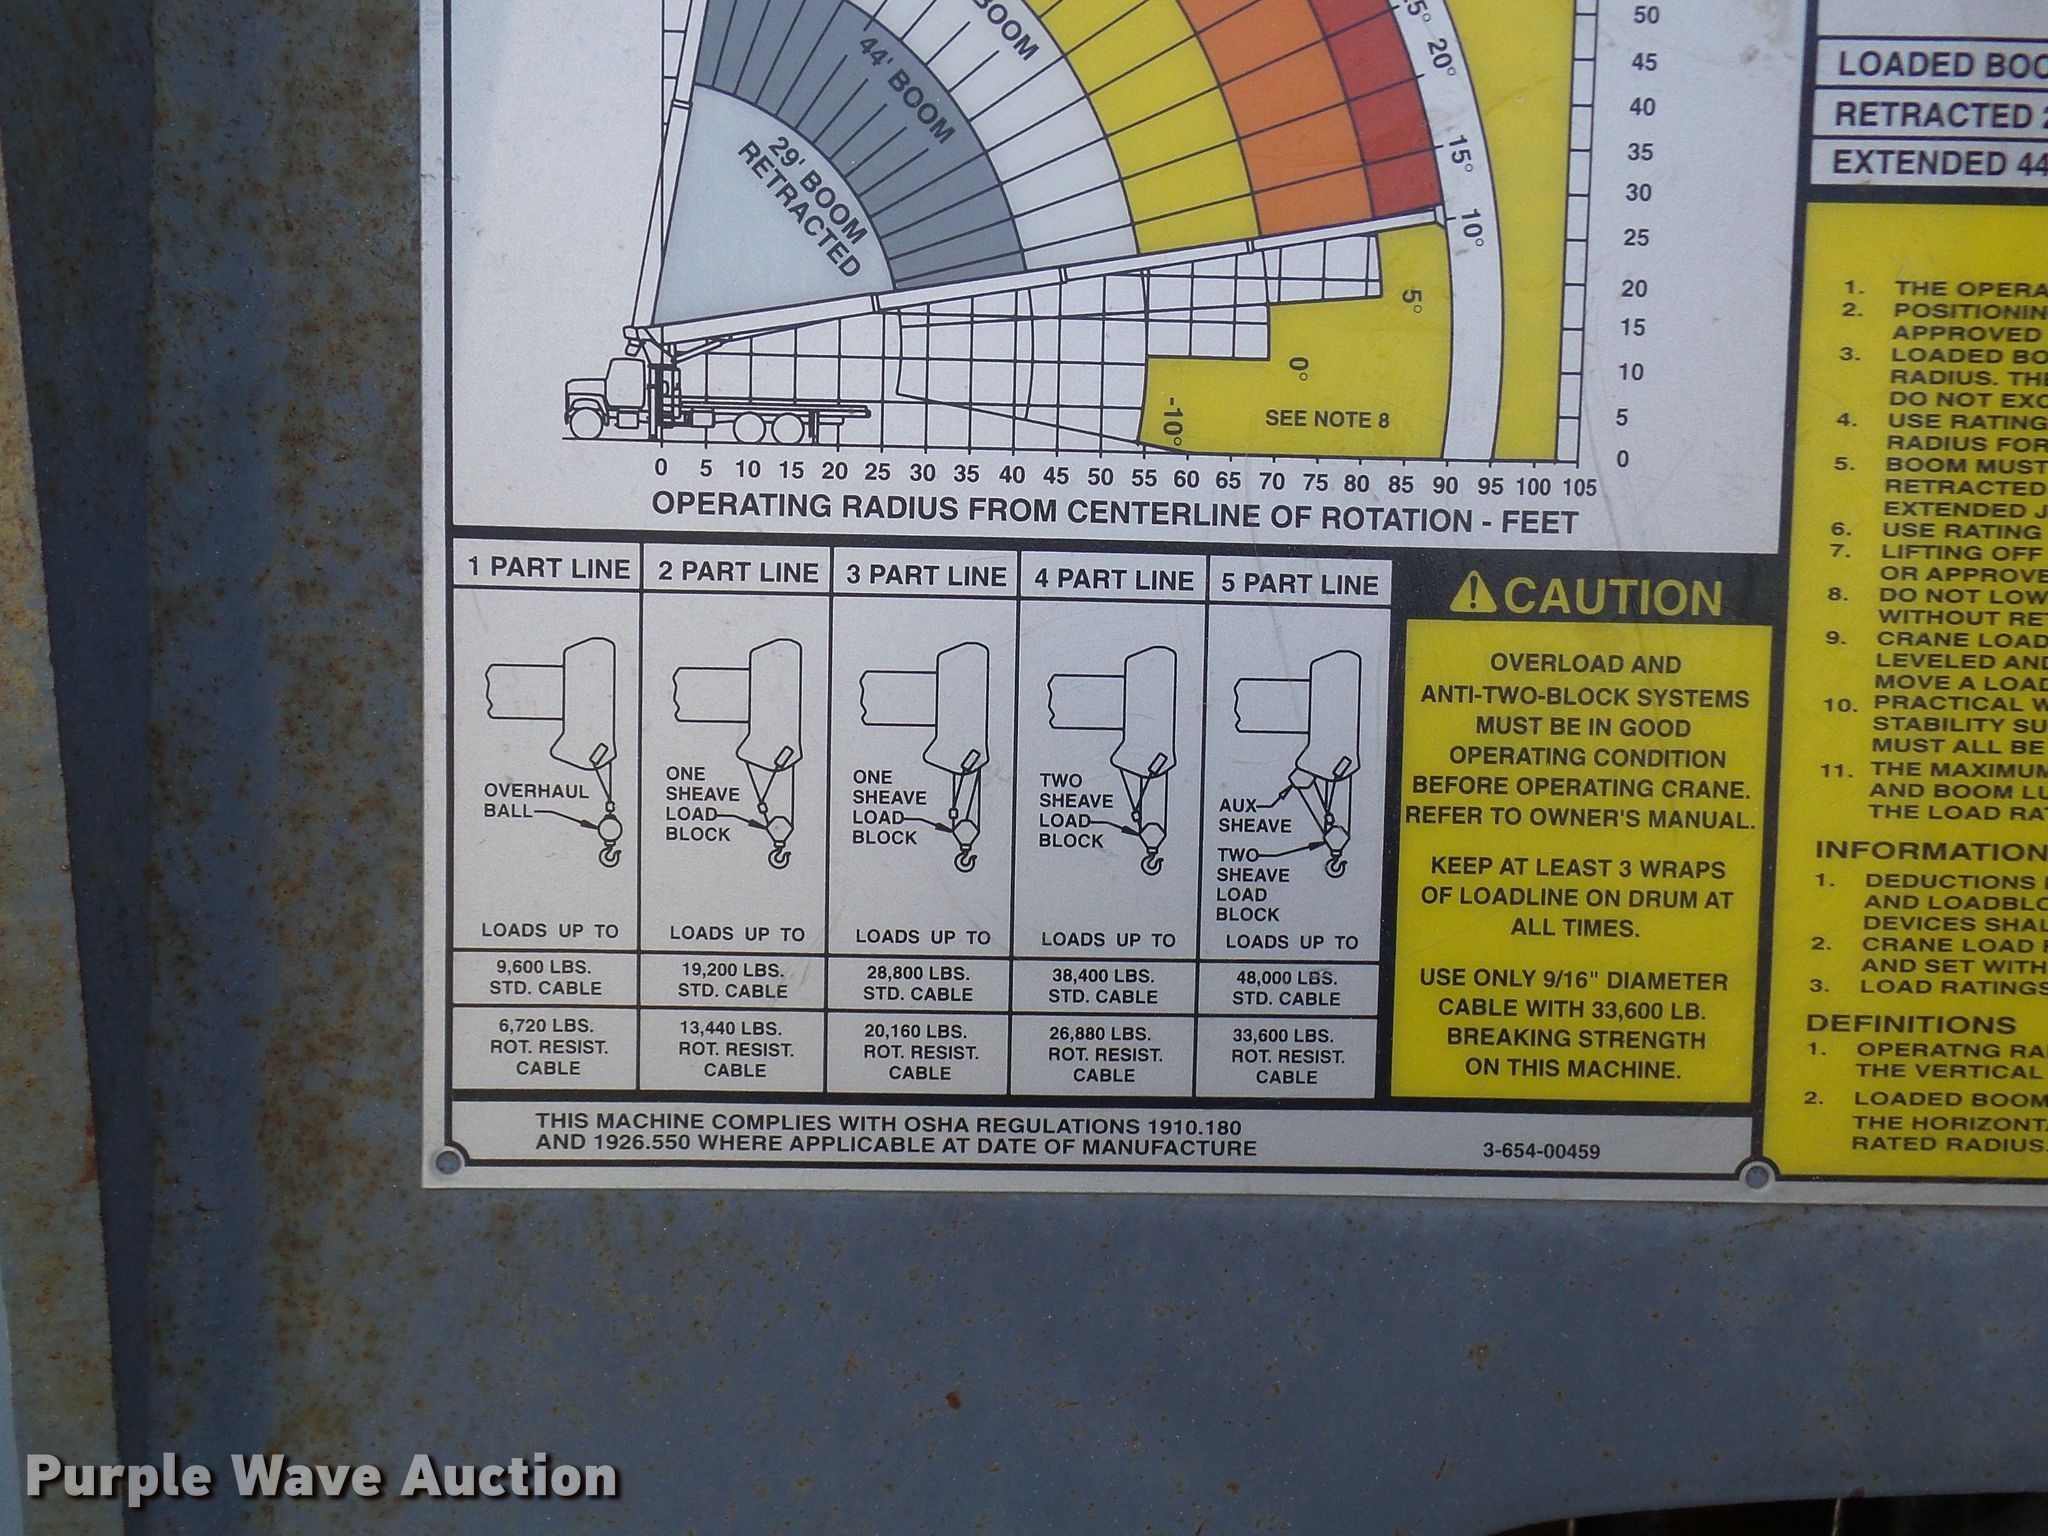 BOOM
44' BOOM
29' BOOM
RETRACTED
20°
15°
10°
5°
0°
-10°
SEE NOTE 8
50
45
40
35
30
25
20
15
10
5
0
0 5 10 15 20 25 30 35 40 45 50 55 60 65 70 75 80 85 90 95 100 105
OPERATING RADIUS FROM CENTERLINE OF ROTATION - FEET
1 PART LINE
OVERHAUL
BALL
LOADS UP TO
9,600 LBS.
STD. CABLE
6,720 LBS.
ROT. RESIST.
CABLE
2 PART LINE
ONE
SHEAVE
LOAD
BLOCK
LOADS UP TO
19,200 LBS.
STD. CABLE
13,440 LBS.
ROT. RESIST.
CABLE
3 PART LINE
ONE
SHEAVE
LOAD
BLOCK
LOADS UP TO
28,800 LBS.
STD. CABLE
20,160 LBS.
ROT. RESIST.
CABLE
4 PART LINE
TWO
SHEAVE
LOAD
BLOCK
LOADS UP TO
38,400 LBS.
STD. CABLE
26,880 LBS.
ROT. RESIST.
CABLE
5 PART LINE
AUX
SHEAVE
TWO
SHEAVE
LOAD
BLOCK
LOADS UP TO
48,000 LBS.
STD. CABLE
33,600 LBS.
ROT. RESIST.
CABLE
CAUTION
OVERLOAD AND
ANTI-TWO-BLOCK SYSTEMS
MUST BE IN GOOD
OPERATING CONDITION
BEFORE OPERATING CRANE.
REFER TO OWNER'S MANUAL.
KEEP AT LEAST 3 WRAPS
OF LOADLINE ON DRUM AT
ALL TIMES.
USE ONLY 9/16" DIAMETER
CABLE WITH 33,600 LB.
BREAKING STRENGTH
ON THIS MACHINE.
THIS MACHINE COMPLIES WITH OSHA REGULATIONS 1910.180
AND 1926.550 WHERE APPLICABLE AT DATE OF MANUFACTURE
3-654-00459
LOADED
RETRACTED
EXTENDED 44
1. THE
2. POSITIONIN
APPROVED
3. LOADED
RADIUS. THE
DO NOT
4. USE RATING
RADIUS FOR
5. BOOM MUST
RETRACTED
EXTENDED
6. USE RATING
7. LIFTING OFF
OR APPROVE
8. DO NOT
WITHOUT
9. CRANE LOAD
LEVELED AND
MOVE A LOAD
10. PRACTICAL
STABILITY
MUST ALL BE
11. THE MAXIMUM
AND BOOM
THE LOAD
INFORMATION
1. DEDUCTIONS
AND
DEVICES SHAL
2. CRANE LOAD
AND SET WITH
3. LOAD RATINGS
DEFINITIONS
1. OPERATNG
THE VERTICAL
2. LOADED BOOM
THE
RATED RADIUS.
Purple Wave Auction